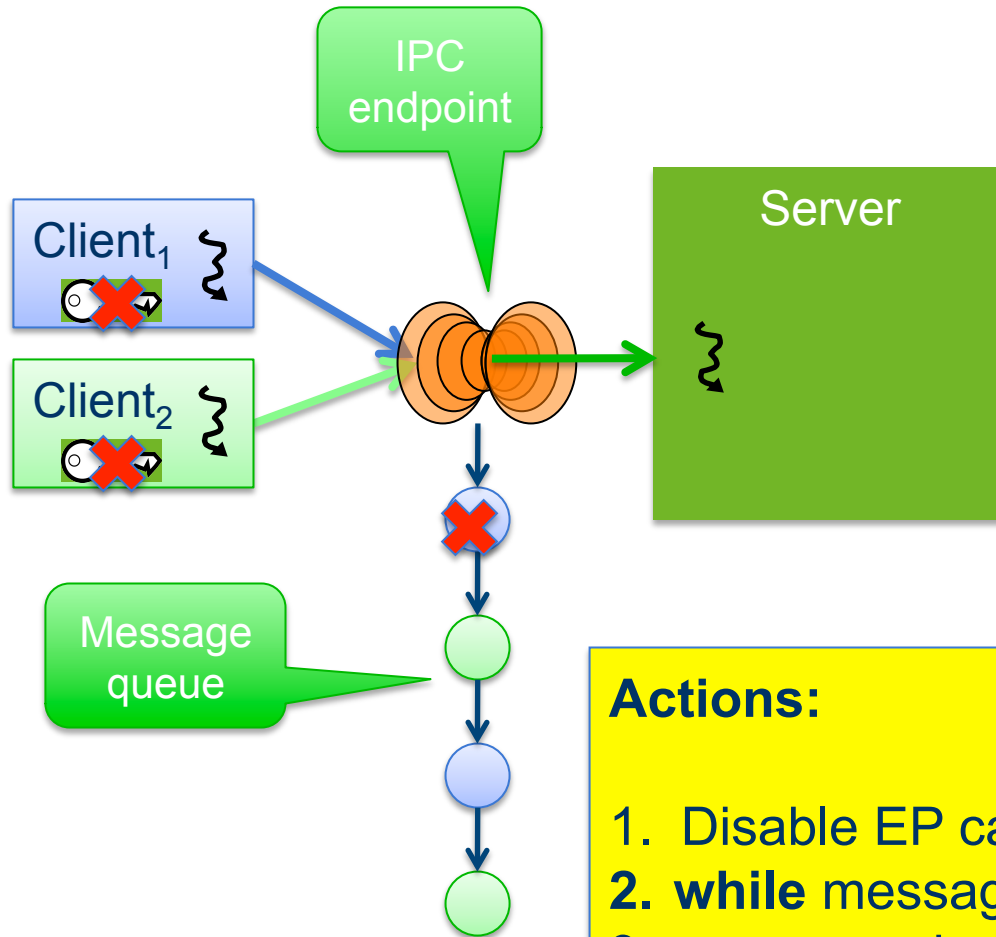 IPC
endpoint
Server
Client₁
Client₂
Message
queue
Actions:
1. Disable EP
2. while